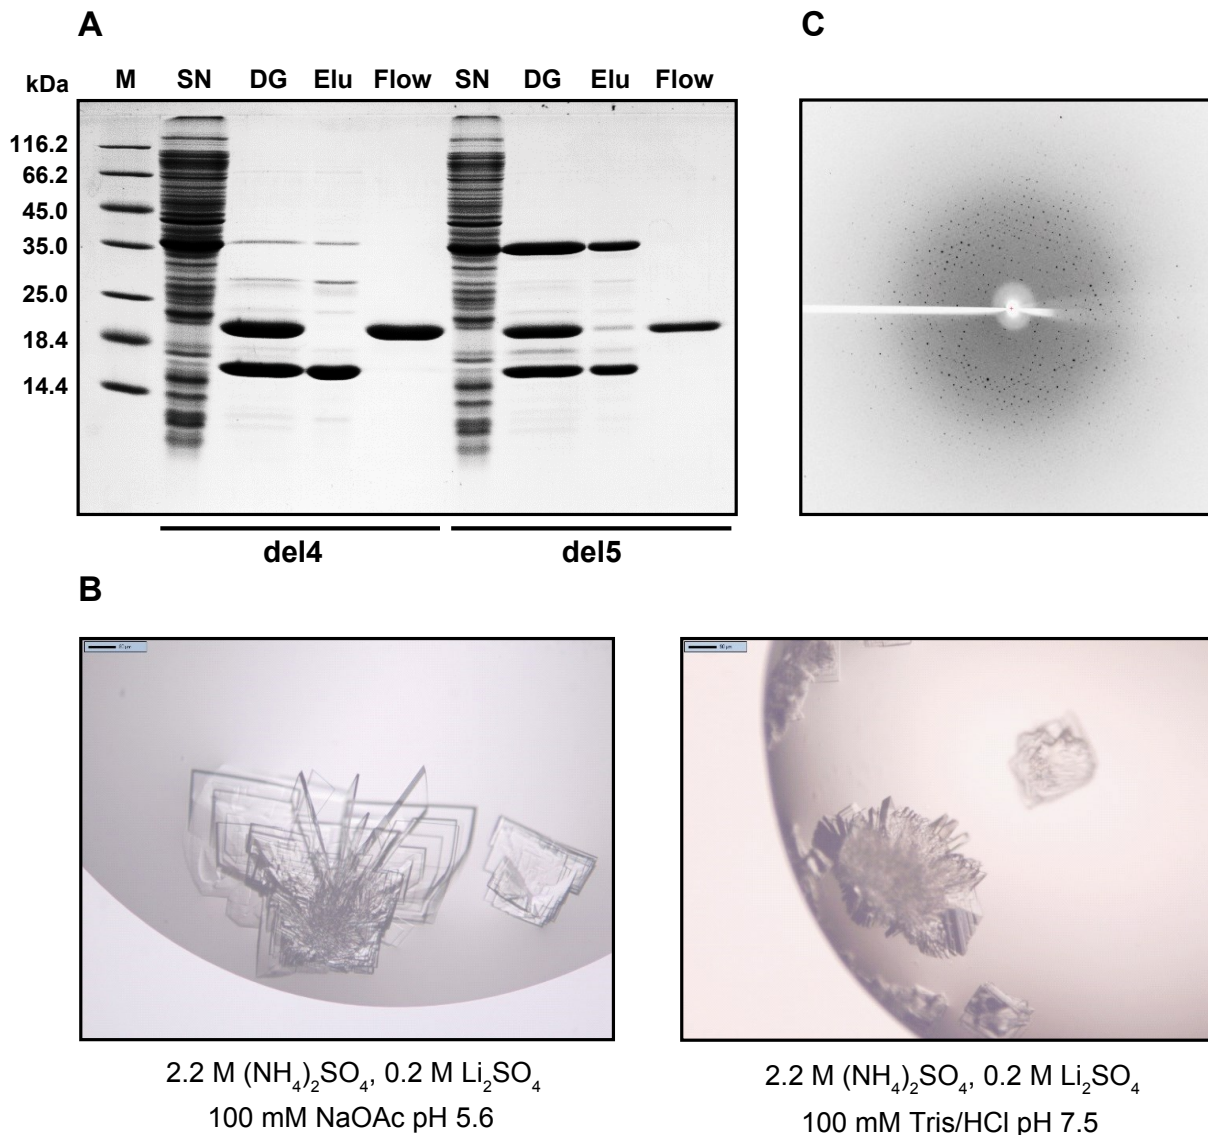 A
C
kDa M SN DG Elu Flow SN DG Elu Flow
116.2
66.2
45.0
35.0
25.0
18.4
14.4
del4 del5
B
2.2 M (NH₄)₂SO₄, 0.2 M Li₂SO₄
100 mM NaOAc pH 5.6
2.2 M (NH₄)₂SO₄, 0.2 M Li₂SO₄
100 mM Tris/HCl pH 7.5